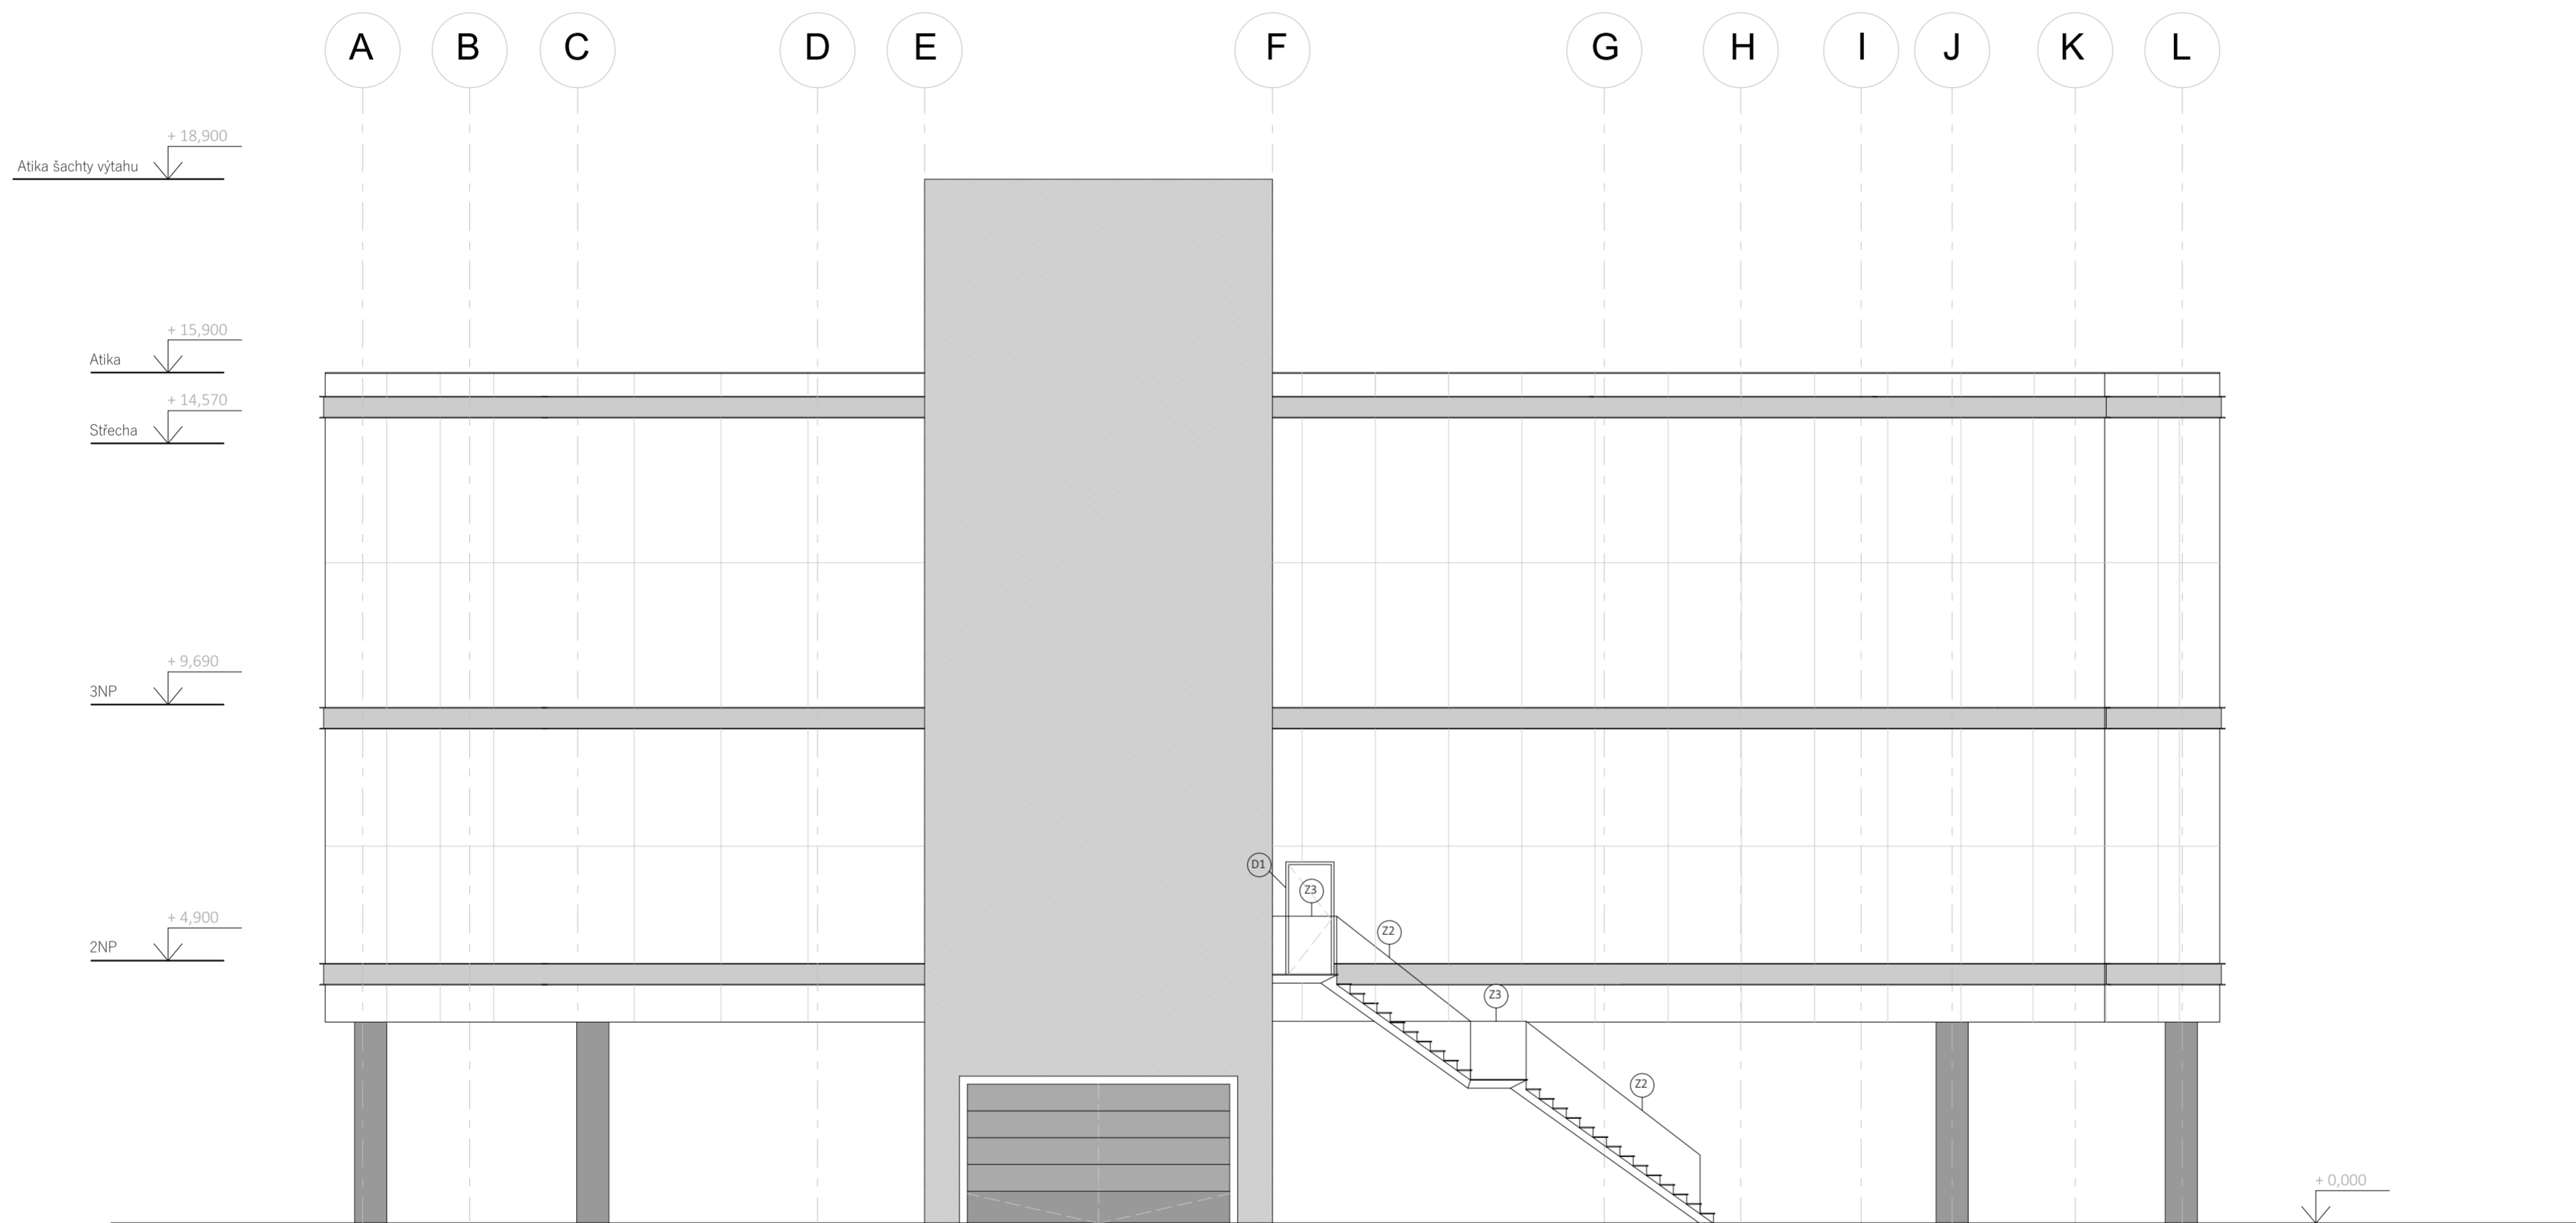 A B C D E F G H I J K L
+ 18,900
Atika šachty výtahu
+ 15,900
Atika
+ 14,570
Střecha
+ 9,690
3NP
D1
Z3
+ 4,900
Z2
2NP
Z3
Z2
+ 0,000